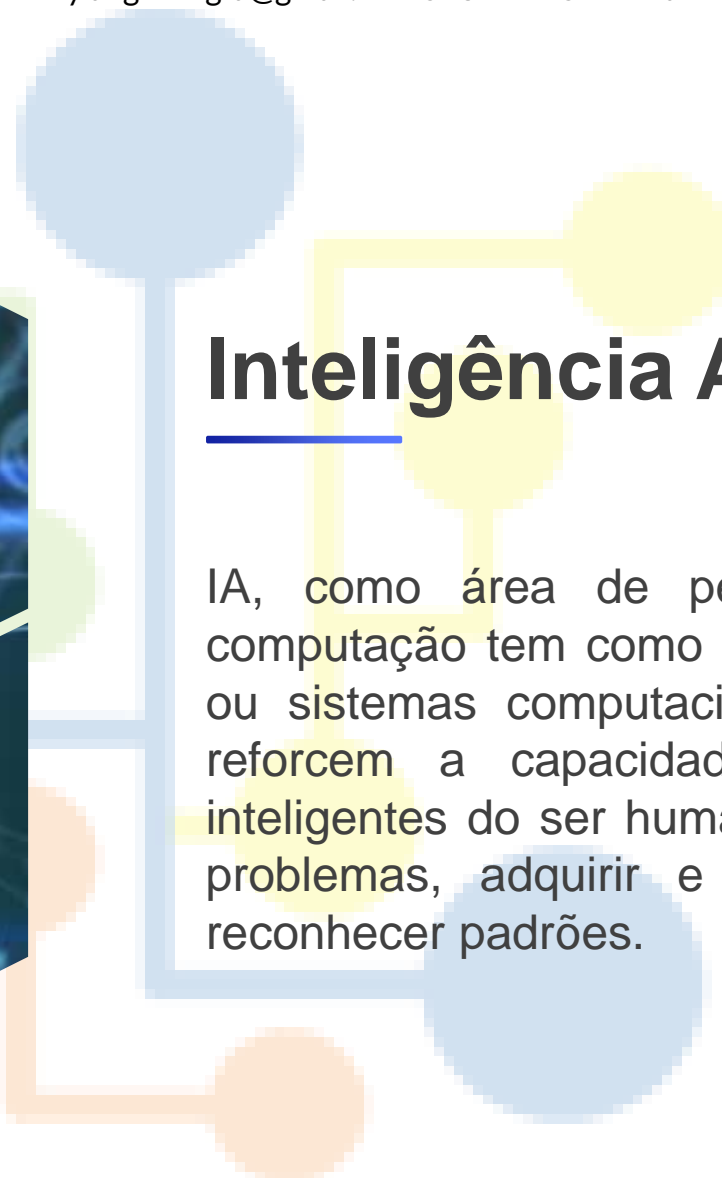 Inteligência A
IA, como área de pe
computação tem como
ou sistemas computaci
reforcem a capacidad
inteligentes do ser huma
problemas, adquirir e
reconhecer padrões.